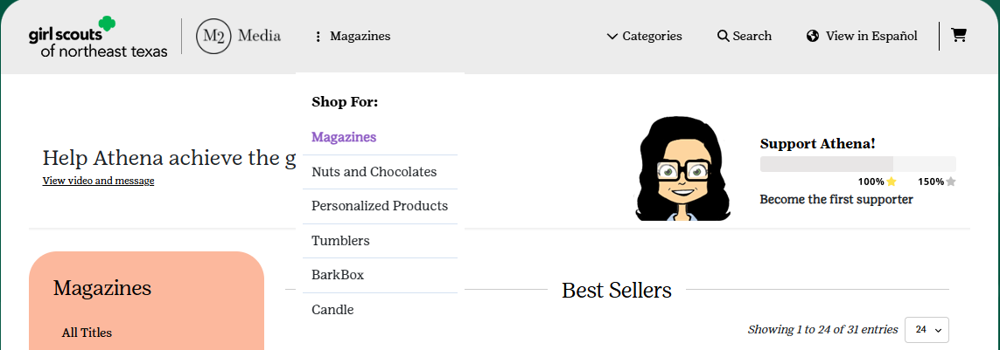 girl scouts
of northeast texas
M2 Media
Magazines
Categories
Search
View in Español
Shop For:
Magazines
Nuts and Chocolates
Personalized Products
Tumblers
BarkBox
Candle
Help Athena achieve the g
View video and message
Support Athena!
100% 150%
Become the first supporter
Magazines
All Titles
Best Sellers
Showing 1 to 24 of 31 entries
24